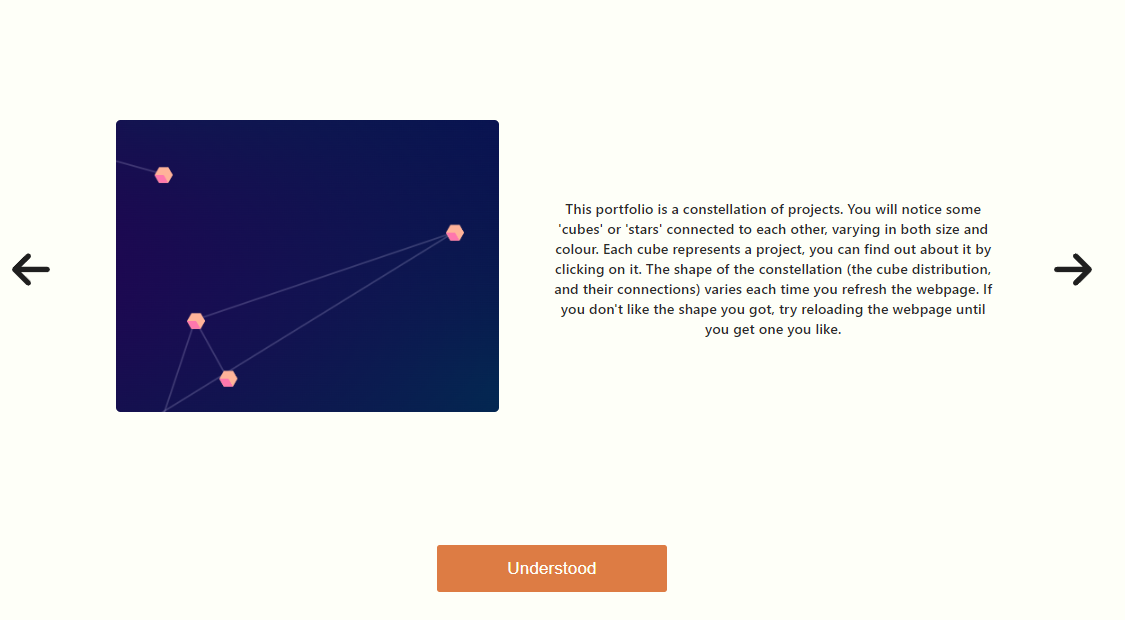 This portfolio is a constellation of projects. You will notice some
'cubes' or 'stars' connected to each other, varying in both size and
colour. Each cube represents a project, you can find out about it by
clicking on it. The shape of the constellation (the cube distribution,
and their connections) varies each time you refresh the webpage. If
you don't like the shape you got, try reloading the webpage until
you get one you like.
Understood